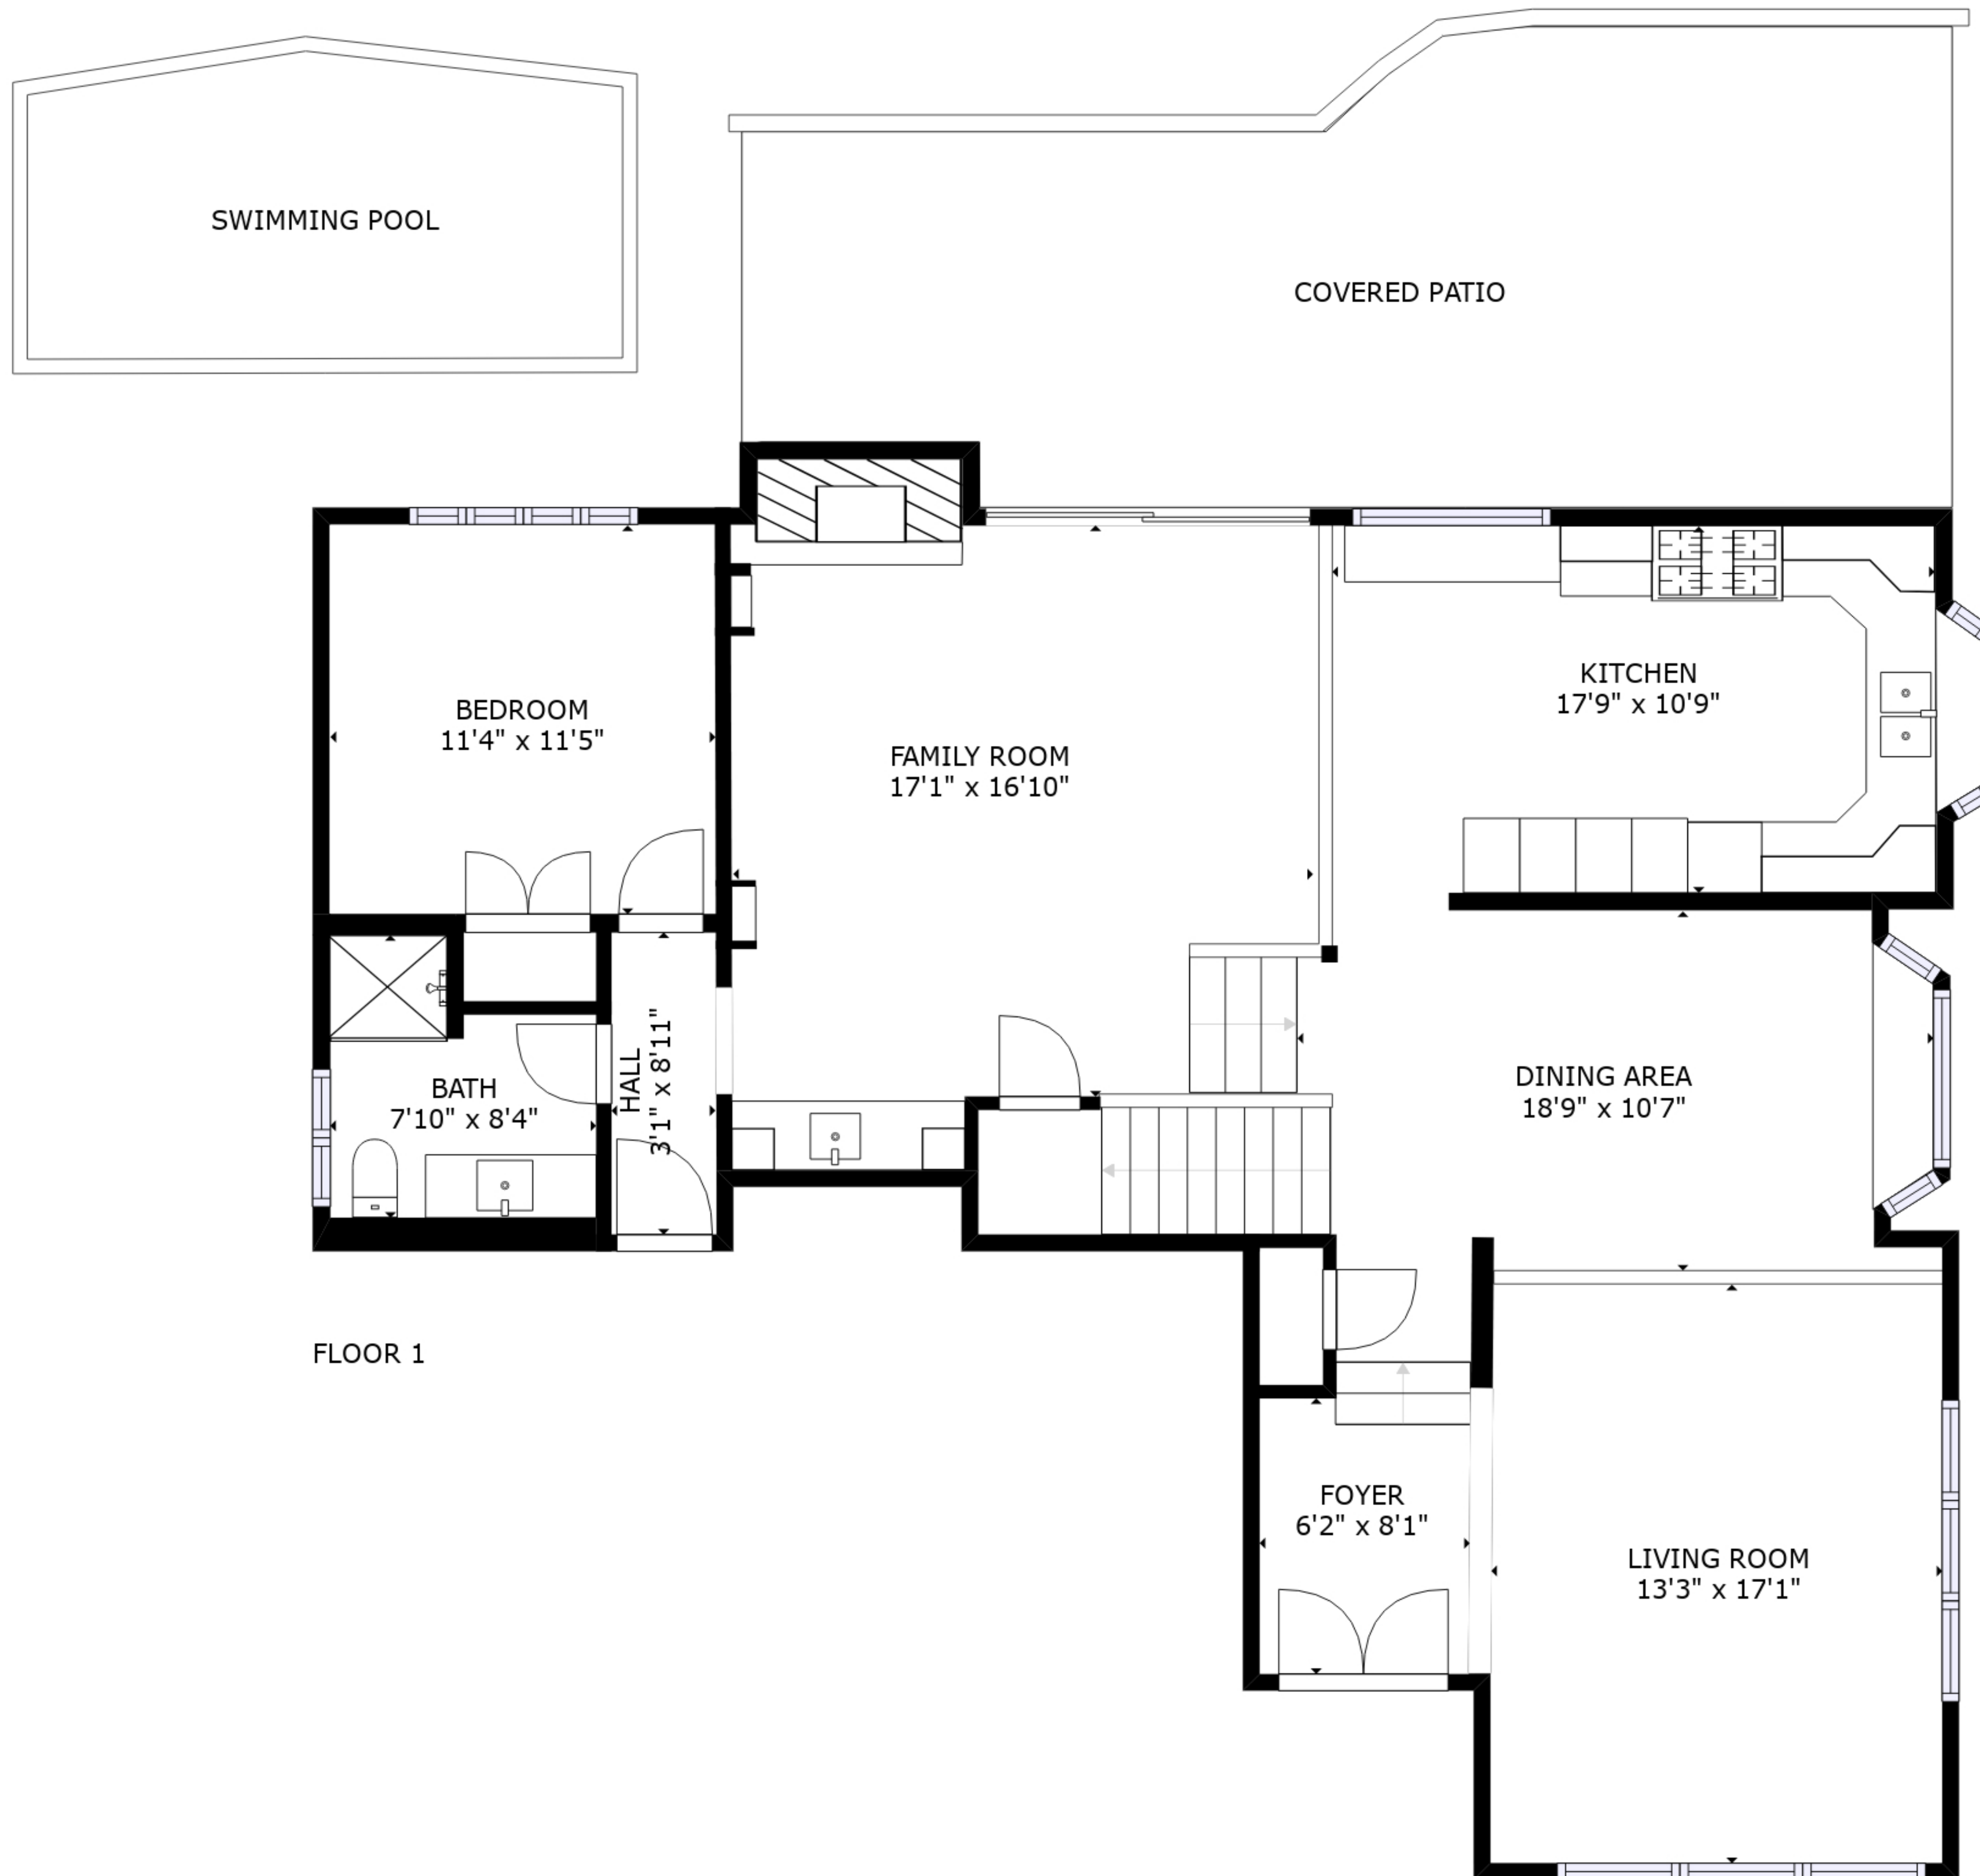 SWIMMING POOL
COVERED PATIO
KITCHEN
17'9" x 10'9"
BEDROOM
11'4" x 11'5"
FAMILY ROOM
17'1" x 16'10"
DINING AREA
18'9" x 10'7"
BATH
7'10" x 8'4"
HALL
3'1" x 8'11"
FLOOR 1
FOYER
6'2" x 8'1"
LIVING ROOM
13'3" x 17'1"